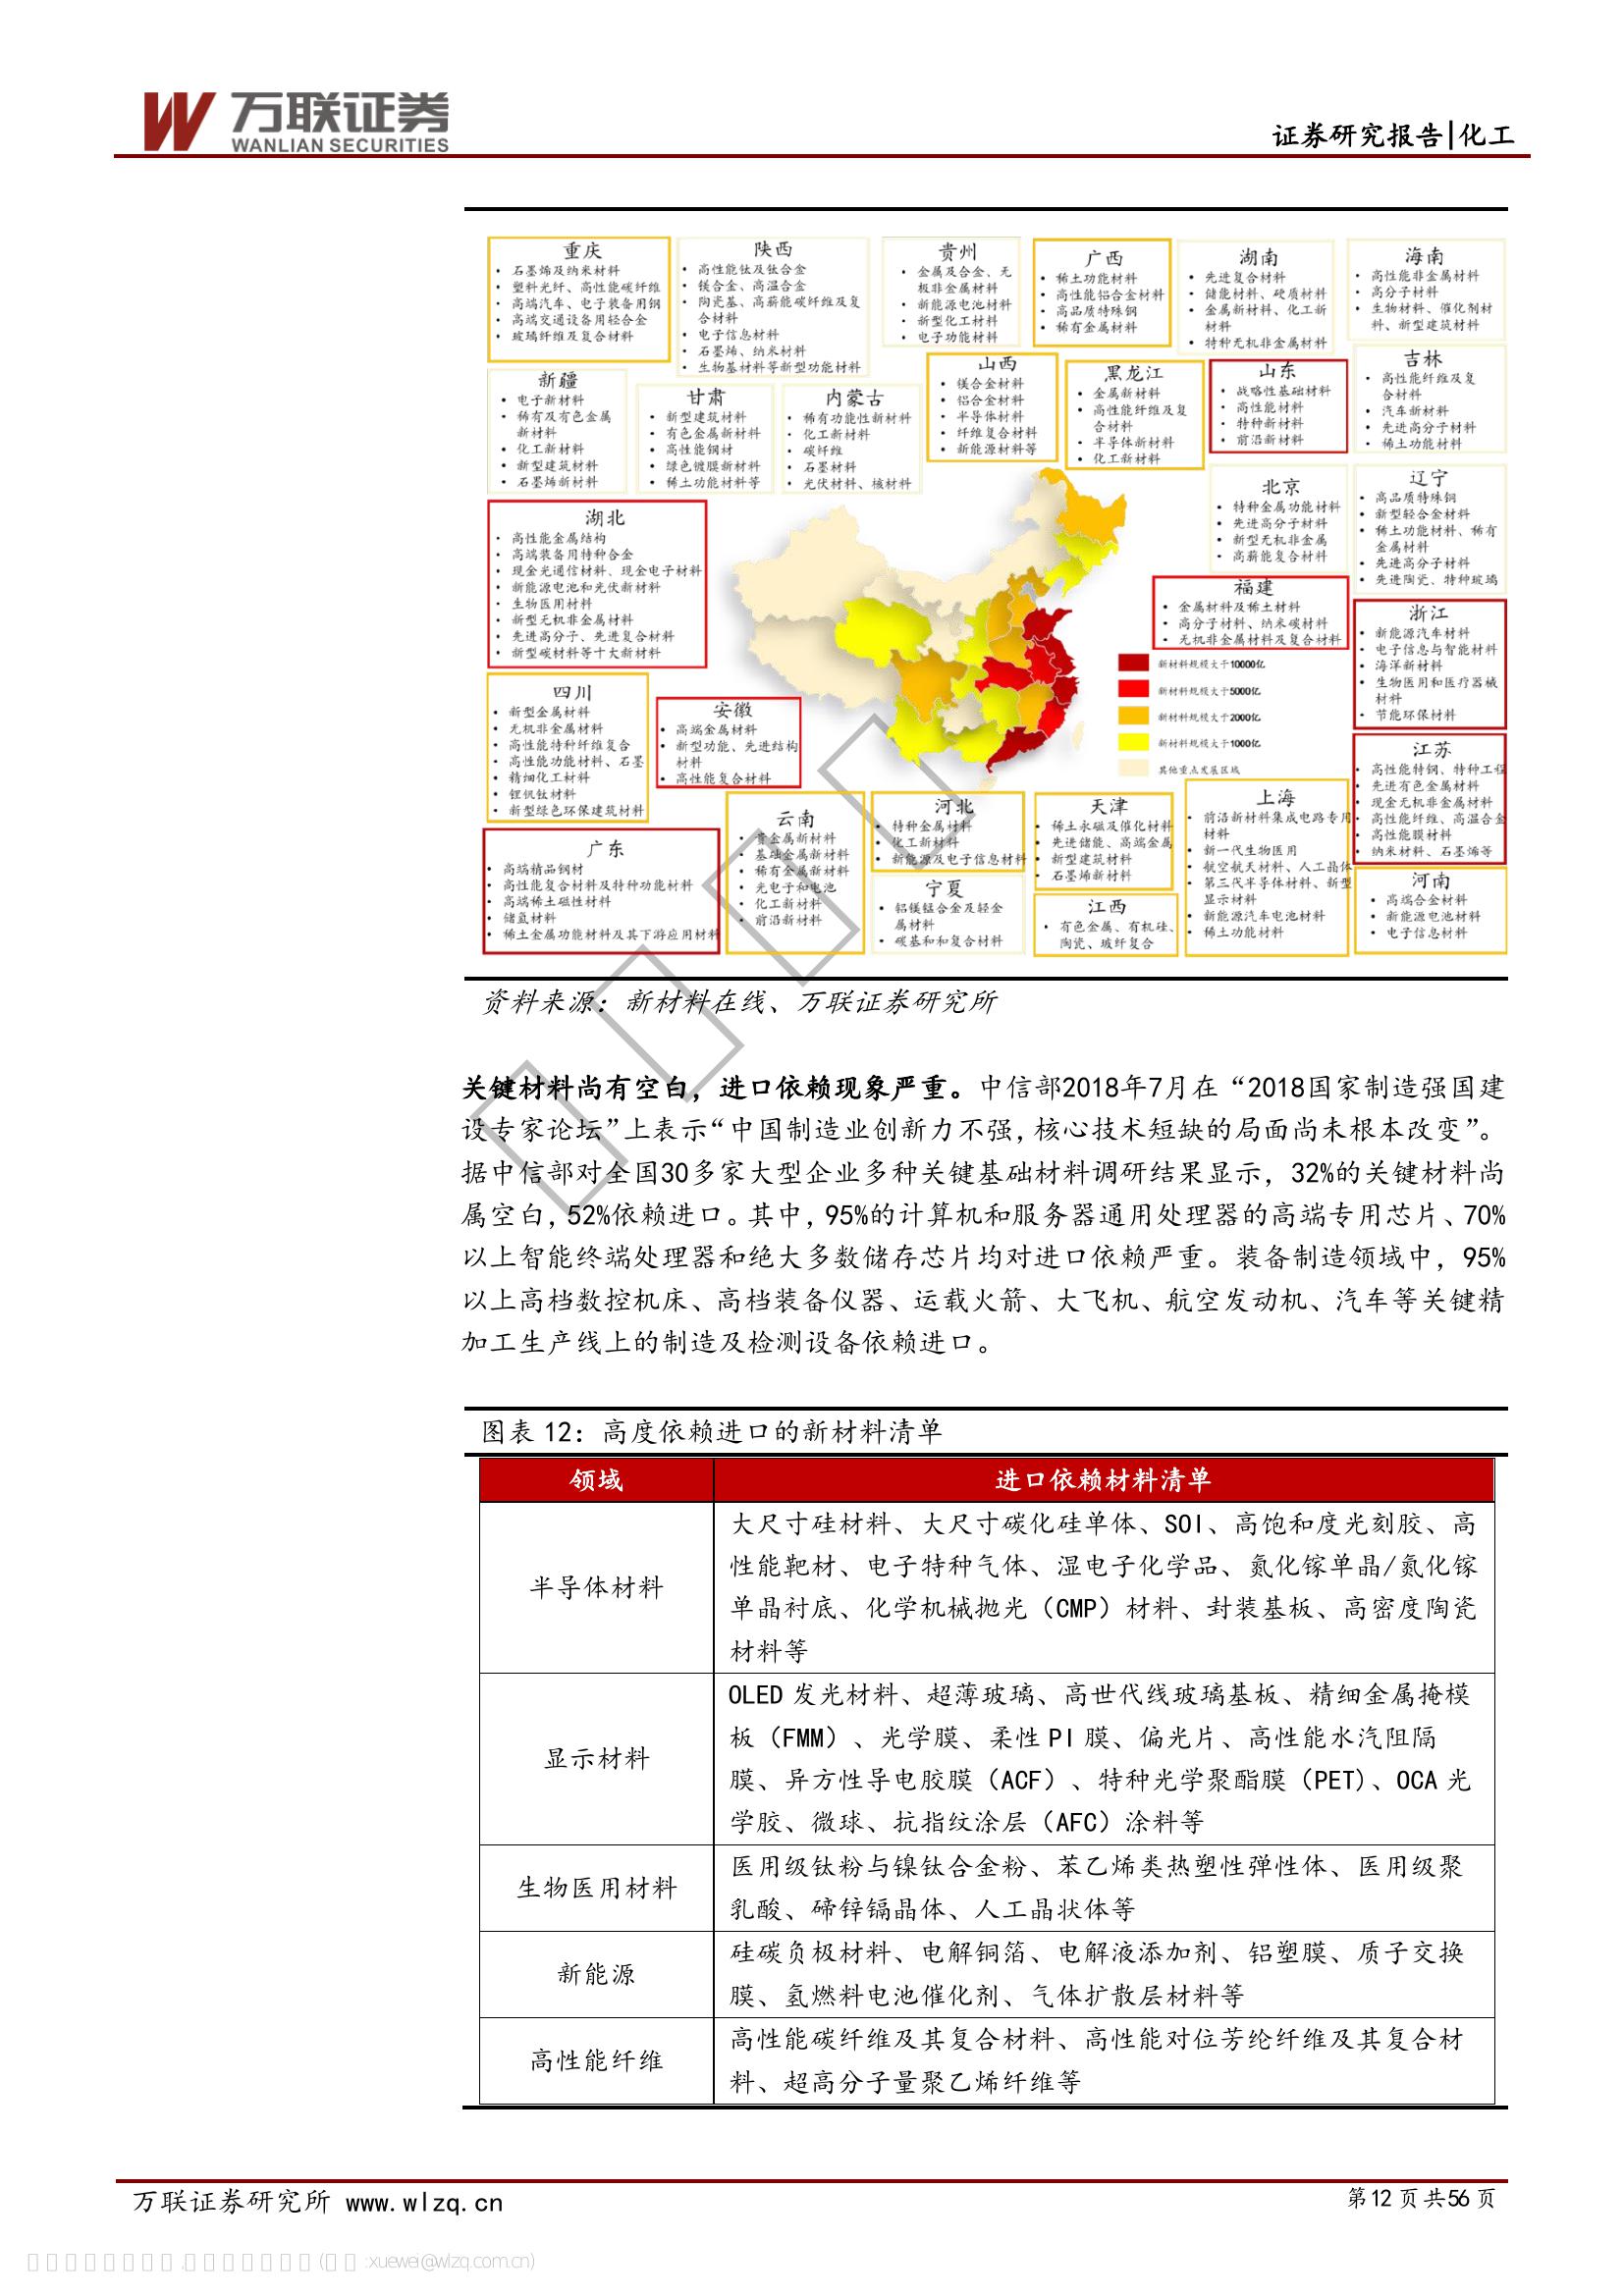 万联证券
WANLIAN SECURITIES
证券研究报告|化工
重庆
• 石墨烯及纳米材料
• 塑料光纤、高性能碳纤维
• 高端汽车、电子装备用钢
• 高端交通设备用轻合金
• 玻璃纤维及复合材料
陕西
• 高性能钛及钛合金
• 镁合金、高温合金
• 陶瓷基、高薪能碳纤维及复
合材料
• 电子信息材料
• 石墨烯、纳米材料
• 生物基材料等新型功能材料
贵州
• 金属及合金、无
极非金属材料
• 新能源电池材料
• 新型化工材料
• 电子功能材料
广西
• 稀土功能材料
• 高性能铝合金材料
• 高品质特殊钢
• 稀有金属材料
湖南
• 先进复合材料
• 储能材料、硬质材料
• 金属新材料、化工新
材料
• 特种无机非金属材料
海南
• 高性能非金属材料
• 高分子材料
• 生物材料、催化剂材
料、新型建筑材料
新疆
• 电子新材料
• 稀有及有色金属
新材料
• 化工新材料
• 新型建筑材料
• 石墨烯新材料
甘肃
• 新型建筑材料
• 有色金属新材料
• 高性能钢材
• 绿色镀膜新材料
• 稀土功能材料等
内蒙古
• 稀有功能性新材料
• 化工新材料
• 碳纤维
• 石墨材料
• 光伏材料、核材料
山西
• 镁合金材料
• 铝合金材料
• 半导体材料
• 纤维复合材料
• 新能源材料等
黑龙江
• 金属新材料
• 高性能纤维及复
合材料
• 半导体新材料
• 化工新材料
山东
• 战略性基础材料
• 高性能材料
• 特种新材料
• 前沿新材料
吉林
• 高性能纤维及复
合材料
• 汽车新材料
• 先进高分子材料
• 稀土功能材料
湖北
• 高性能金属结构
• 高端装备用特种合金
• 现金光通信材料、现金电子材料
• 新能源电池和光伏新材料
• 生物医用材料
• 新型无机非金属材料
• 先进高分子、先进复合材料
• 新型碳材料等十大新材料
北京
• 特种金属功能材料
• 先进高分子材料
• 新型无机非金属
• 高薪能复合材料
辽宁
• 高品质特殊钢
• 新型轻合金材料
• 稀土功能材料、稀有
金属材料
• 先进高分子材料
• 先进陶瓷、特种玻璃
福建
• 金属材料及稀土材料
• 高分子材料、纳米碳材料
• 无机非金属材料及复合材料
浙江
• 新能源汽车材料
• 电子信息与智能材料
• 海洋新材料
• 生物医用和医疗器械
材料
• 节能环保材料
新材料规模大于10000亿
新材料规模大于5000亿
新材料规模大于2000亿
新材料规模大于1000亿
其他重点发展区域
四川
• 新型金属材料
• 无机非金属材料
• 高性能特种纤维复合
• 高性能功能材料、石墨
• 精细化工材料
• 锂钒钛材料
• 新型绿色环保建筑材料
安徽
• 高端金属材料
• 新型功能、先进结构
材料
• 高性能复合材料
江苏
• 高性能特钢、特种工程
• 先进有色金属材料
• 现金无机非金属材料
• 高性能纤维、高温合金
• 高性能膜材料
• 纳米材料、石墨烯等
广东
• 高端精品钢材
• 高性能复合材料及特种功能材料
• 高端稀土磁性材料
• 储氢材料
• 稀土金属功能材料及其下游应用材料
云南
• 贵金属新材料
• 基础金属新材料
• 稀有金属新材料
• 光电子和电池
• 化工新材料
• 前沿新材料
河北
• 特种金属材料
• 化工新材料
• 新能源及电子信息材料
宁夏
• 铝镁锰合金及轻金
属材料
• 碳基和和复合材料
天津
• 稀土永磁及催化材料
• 先进储能、高端金属
• 新型建筑材料
• 石墨烯新材料
江西
• 有色金属、有机硅、
陶瓷、玻纤复合
上海
• 前沿新材料集成电路专用
材料
• 新一代生物医用
• 航空航天材料、人工晶体
• 第三代半导体材料、新型
显示材料
• 新能源汽车电池材料
• 稀土功能材料
河南
• 高端合金材料
• 新能源电池材料
• 电子信息材料
资料来源：新材料在线、万联证券研究所
关键材料尚有空白，进口依赖现象严重。中信部2018年7月在“2018国家制造强国建
设专家论坛”上表示“中国制造业创新力不强,核心技术短缺的局面尚未根本改变”。
据中信部对全国30多家大型企业多种关键基础材料调研结果显示，32%的关键材料尚
属空白,52%依赖进口。其中,95%的计算机和服务器通用处理器的高端专用芯片、70%
以上智能终端处理器和绝大多数储存芯片均对进口依赖严重。装备制造领域中，95%
以上高档数控机床、高档装备仪器、运载火箭、大飞机、航空发动机、汽车等关键精
加工生产线上的制造及检测设备依赖进口。
图表 12：高度依赖进口的新材料清单
领域 进口依赖材料清单
半导体材料
大尺寸硅材料、大尺寸碳化硅单体、SOI、高饱和度光刻胶、高
性能靶材、电子特种气体、湿电子化学品、氮化镓单晶/氮化镓
单晶衬底、化学机械抛光（CMP）材料、封装基板、高密度陶瓷
材料等
显示材料
OLED 发光材料、超薄玻璃、高世代线玻璃基板、精细金属掩模
板（FMM）、光学膜、柔性 PI 膜、偏光片、高性能水汽阻隔
膜、异方性导电胶膜（ACF）、特种光学聚酯膜（PET)、OCA 光
学胶、微球、抗指纹涂层（AFC）涂料等
生物医用材料
医用级钛粉与镍钛合金粉、苯乙烯类热塑性弹性体、医用级聚
乳酸、碲锌镉晶体、人工晶状体等
新能源
硅碳负极材料、电解铜箔、电解液添加剂、铝塑膜、质子交换
膜、氢燃料电池催化剂、气体扩散层材料等
高性能纤维
高性能碳纤维及其复合材料、高性能对位芳纶纤维及其复合材
料、超高分子量聚乙烯纤维等
万联证券研究所 www.wlzq.cn
第 12 页 共 56 页
:xuewei@wlzq.com.cn)